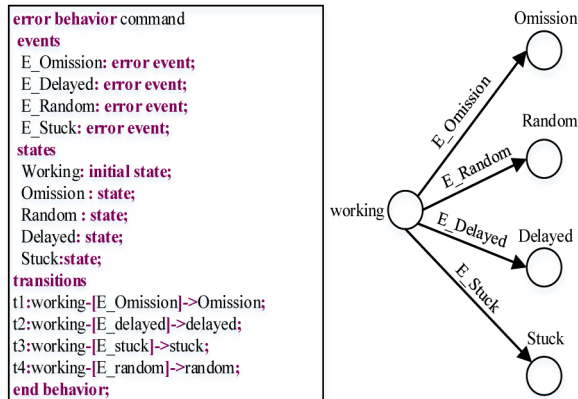 error behavior command
events
E_Omission: error event;
E_Delayed: error event;
E_Random: error event;
E_Stuck: error event;
states
Working: initial state;
Omission : state;
Random : state;
Delayed: state;
Stuck:state;
transitions
t1:working-[E_Omission]->Omission;
t2:working-[E_delayed]->delayed;
t3:working-[E_stuck]->stuck;
t4:working-[E_random]->random;
end behavior;
Omission
E_Omission
Random
E_Random
working
E_Delayed
Delayed
E_Stuck
Stuck